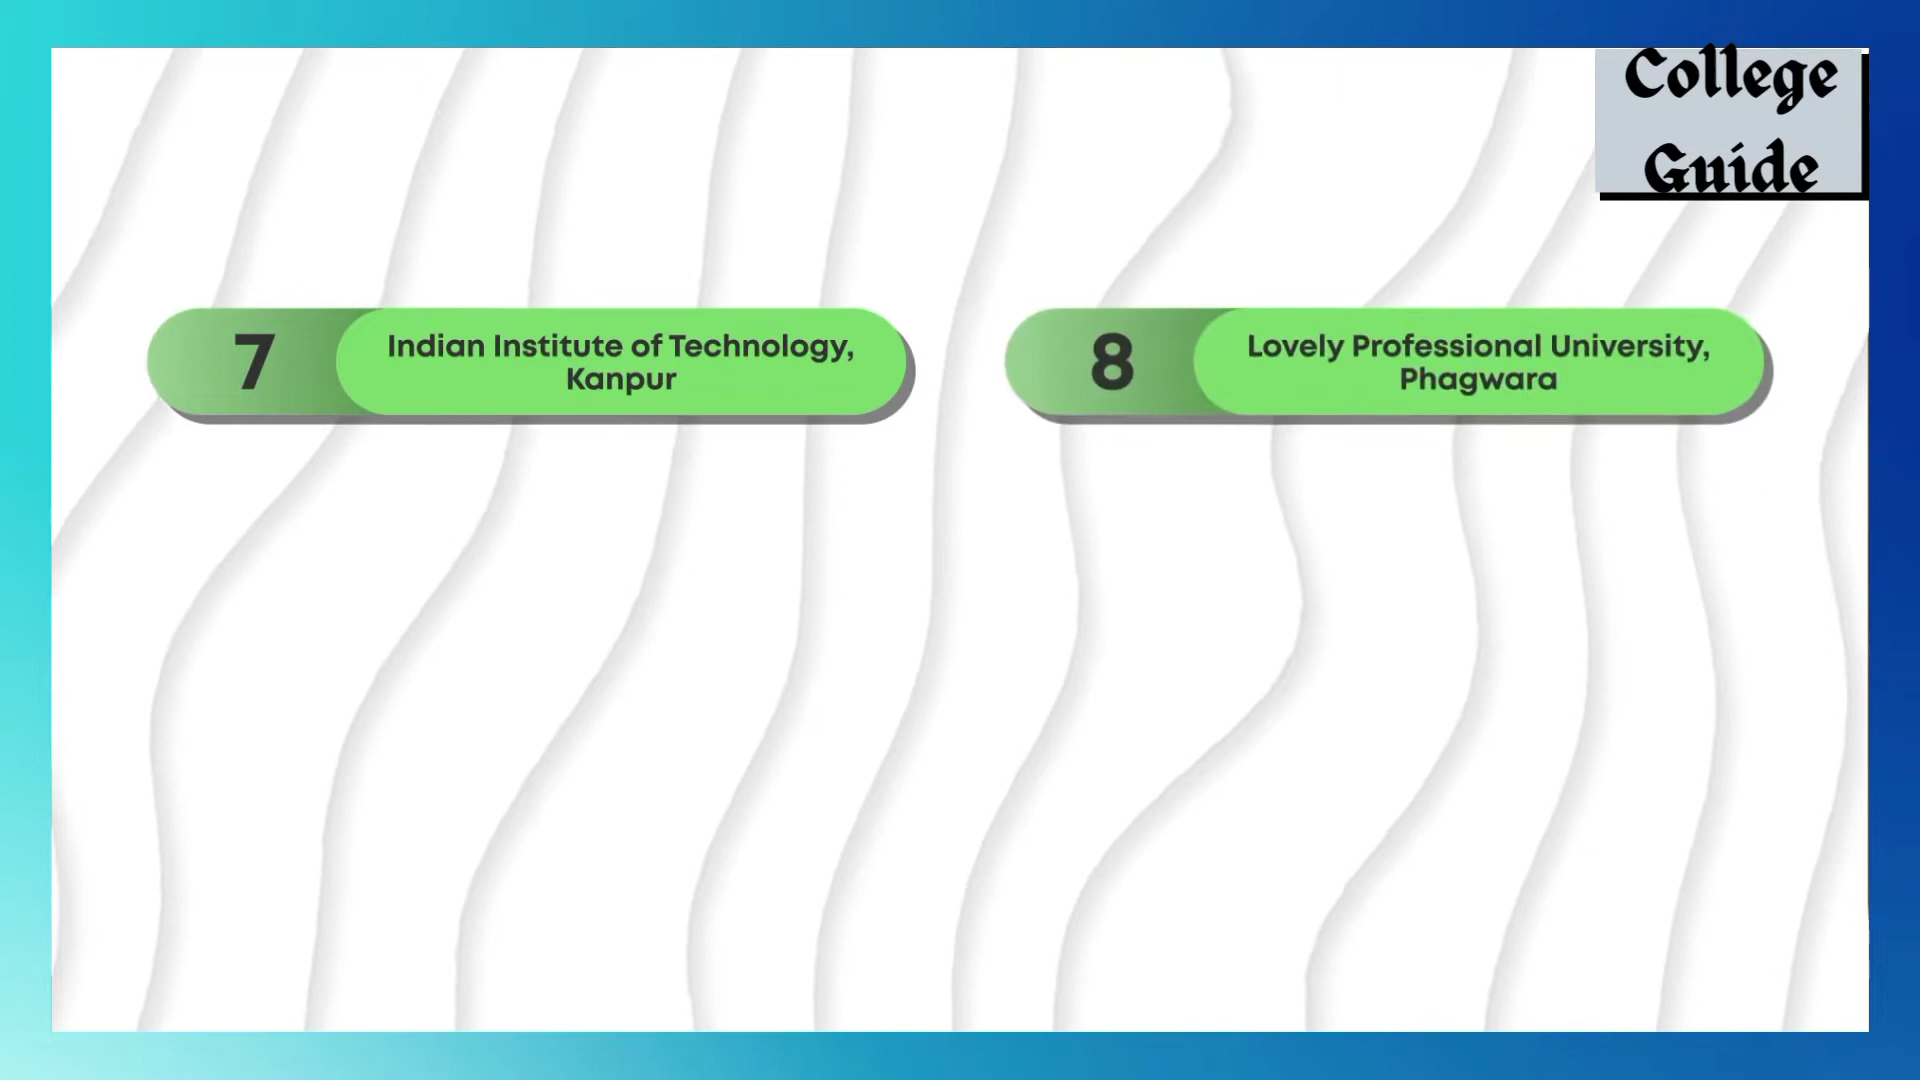 College
Guide
7
Indian Institute of Technology,
Kanpur
8
Lovely Professional University,
Phagwara